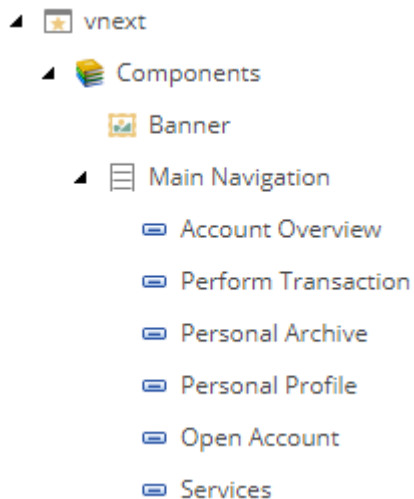 vnext
Components
Banner
Main Navigation
Account Overview
Perform Transaction
Personal Archive
Personal Profile
Open Account
Services